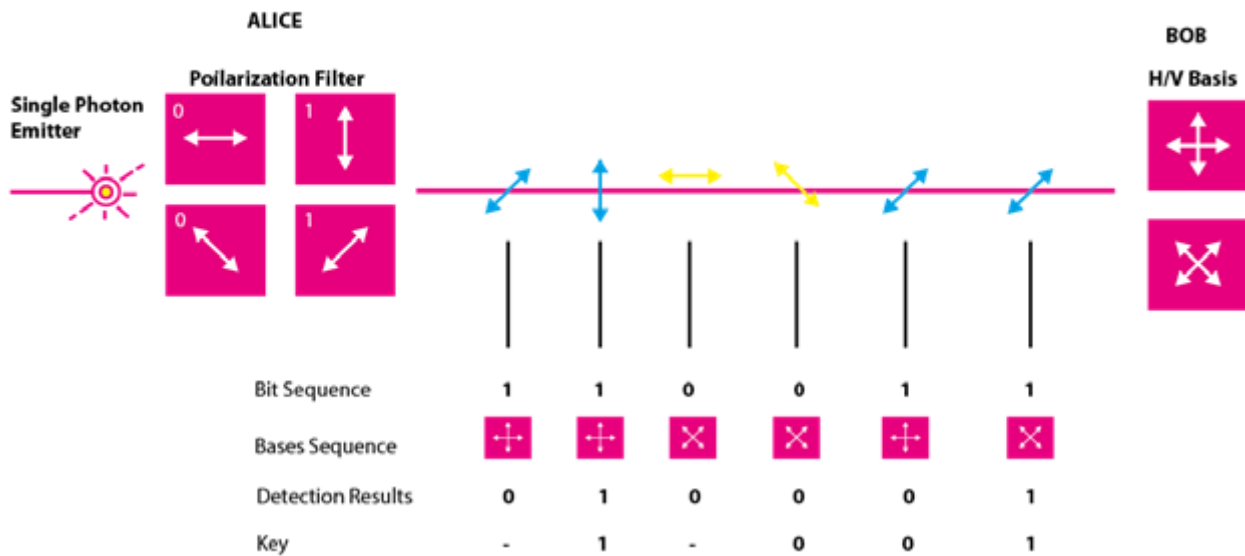 ALICE
BOB
Poilarization Filter
H/V Basis
Single Photon
Emitter
0 1
0 1
Bit Sequence 1 1 0 0 1 1
Bases Sequence
Detection Results 0 1 0 0 0 1
Key - 1 - 0 0 1